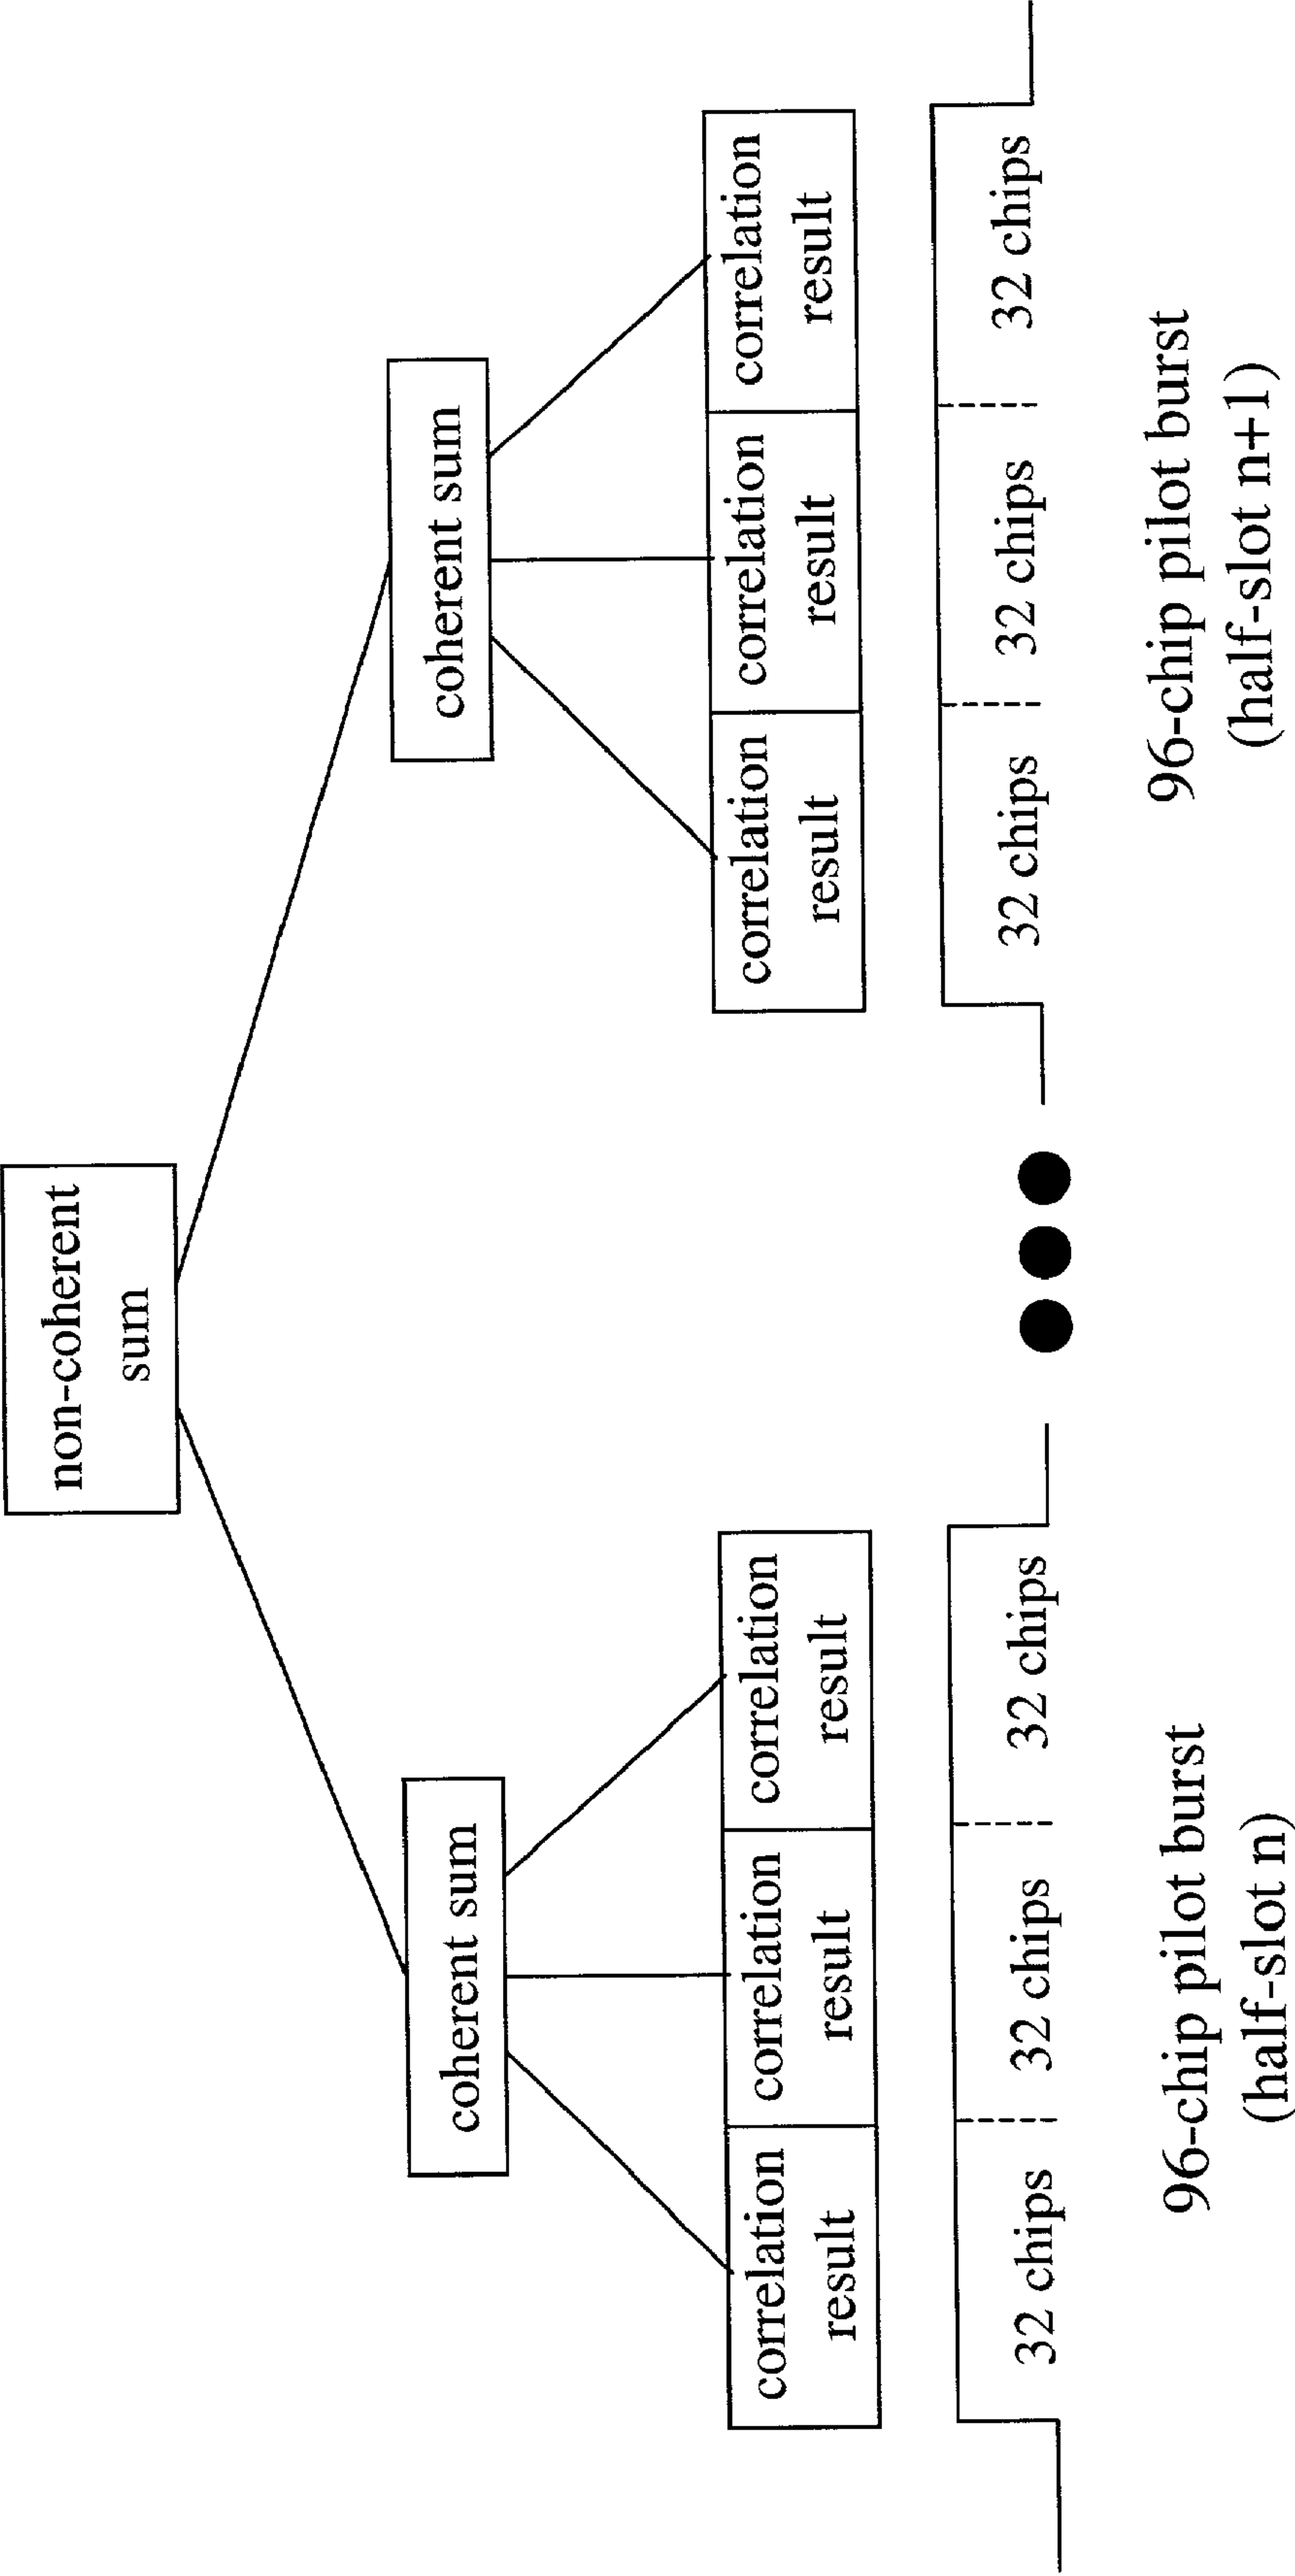 non-coherent
sum
coherent sum
coherent sum
correlation
result
correlation
result
correlation
result
correlation
result
correlation
result
correlation
result
32 chips
32 chips
32 chips
32 chips
32 chips
32 chips
96-chip pilot burst
(half-slot n)
96-chip pilot burst
(half-slot n+1)